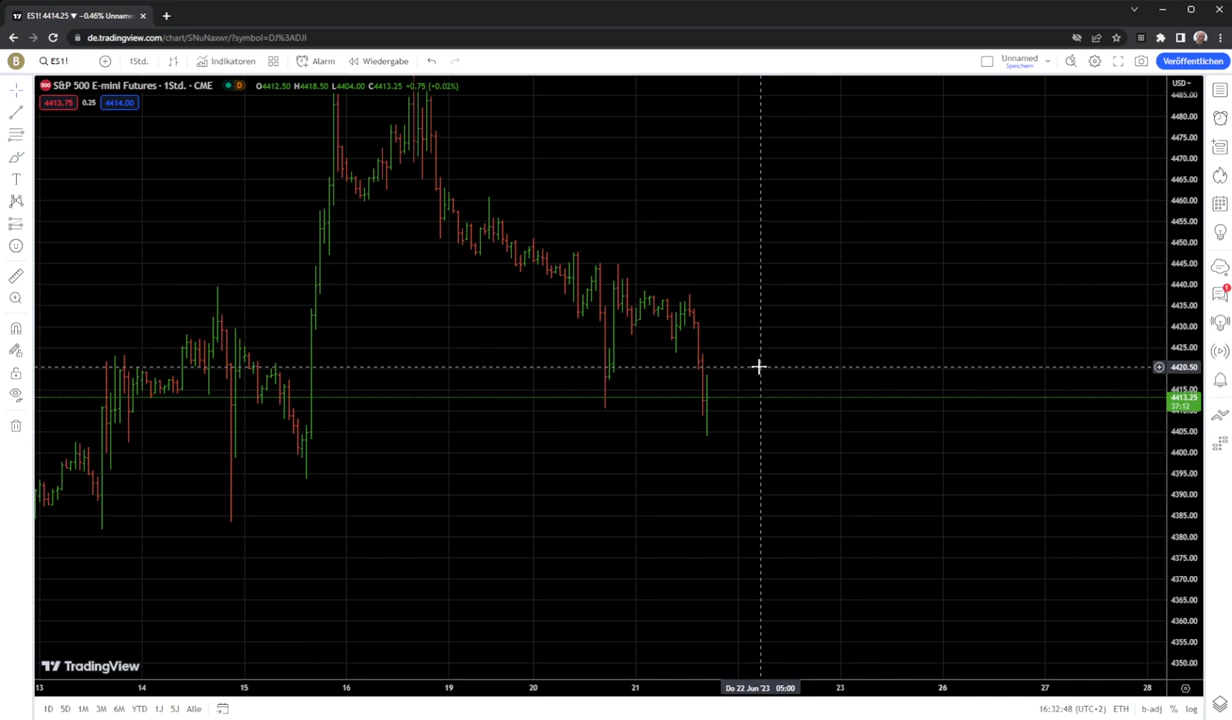 ES1! 4414.25 ▼ −0.46% Unnam
de.tradingview.com/chart/SNuNaxwr/?symbol=DJ%3ADJI
B
ES1!
1Std.
Indikatoren
Alarm
Wiedergabe
Unnamed
Speichern
Veröffentlichen
500 S&P 500 E-mini Futures · 1Std. · CME D O4412.50 H4418.50 L4404.00 C4413.25 +0.75 (+0.02%)
USD
4413.75 0.25 4414.00
4485.00
4480.00
4475.00
4470.00
4465.00
4460.00
4455.00
4450.00
4445.00
4440.00
4435.00
4430.00
4425.00
4420.50
4415.00
4413.25
37:12
4405.00
4400.00
4395.00
4390.00
4385.00
4380.00
4375.00
4370.00
4365.00
4360.00
4355.00
4350.00
1
TradingView
13 14 15 16 19 20 21 Do 22 Jun '23 05:00 23 26 27 28
1D 5D 1M 3M 6M YTD 1J 5J Alle
16:32:48 (UTC+2) ETH b-adj % log